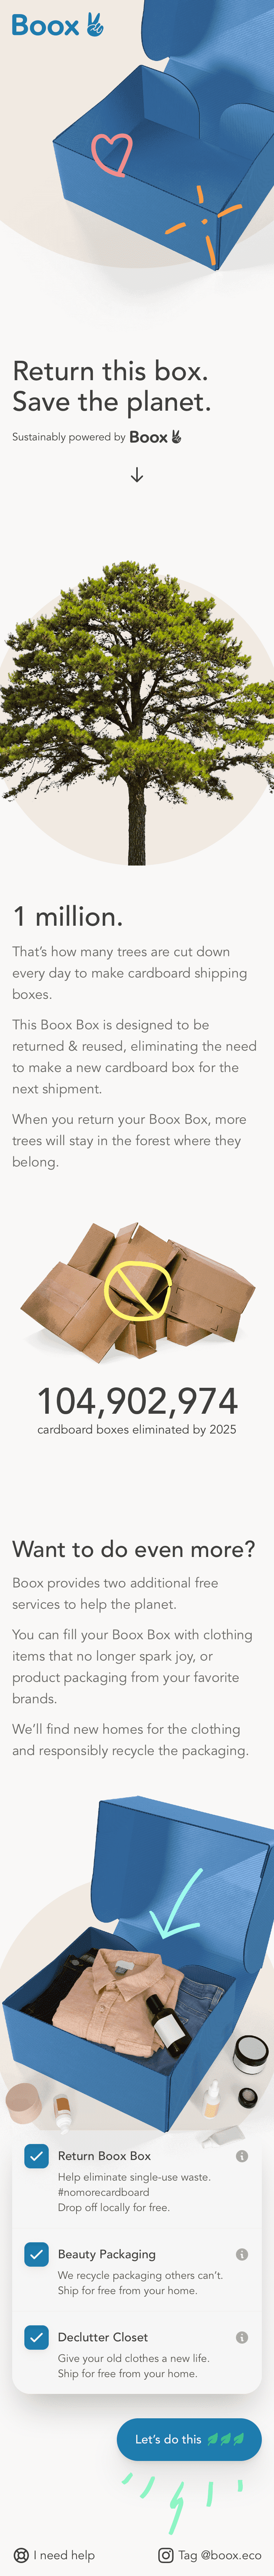 Boox
Return this box.
Save the planet.
Sustainably powered by Boox
1 million.
That’s how many trees are cut down
every day to make cardboard shipping
boxes.
This Boox Box is designed to be
returned & reused, eliminating the need
to make a new cardboard box for the
next shipment.
When you return your Boox Box, more
trees will stay in the forest where they
belong.
104,902,974
cardboard boxes eliminated by 2025
Want to do even more?
Boox provides two additional free
services to help the planet.
You can fill your Boox Box with clothing
items that no longer spark joy, or
product packaging from your favorite
brands.
We’ll find new homes for the clothing
and responsibly recycle the packaging.
Return Boox Box
Help eliminate single-use waste.
#nomorecardboard
Drop off locally for free.
Beauty Packaging
We recycle packaging others can’t.
Ship for free from your home.
Declutter Closet
Give your old clothes a new life.
Ship for free from your home.
Let’s do this
I need help
Tag @boox.eco